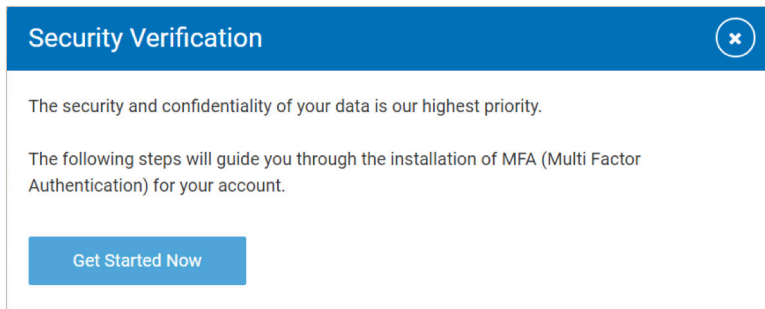 Security Verification
The security and confidentiality of your data is our highest priority.
The following steps will guide you through the installation of MFA (Multi Factor
Authentication) for your account.
Get Started Now